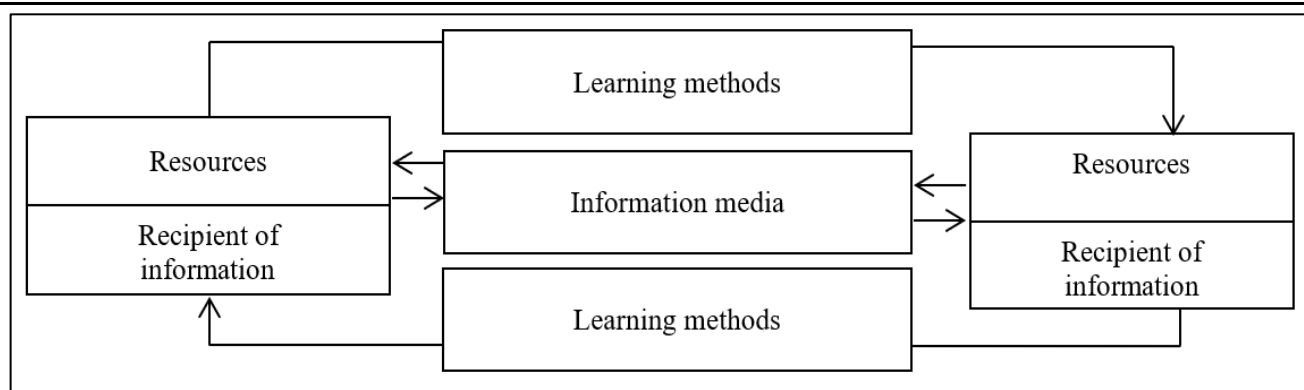 Learning methods
Resources
Recipient of
information
Information media
Resources
Recipient of
information
Learning methods